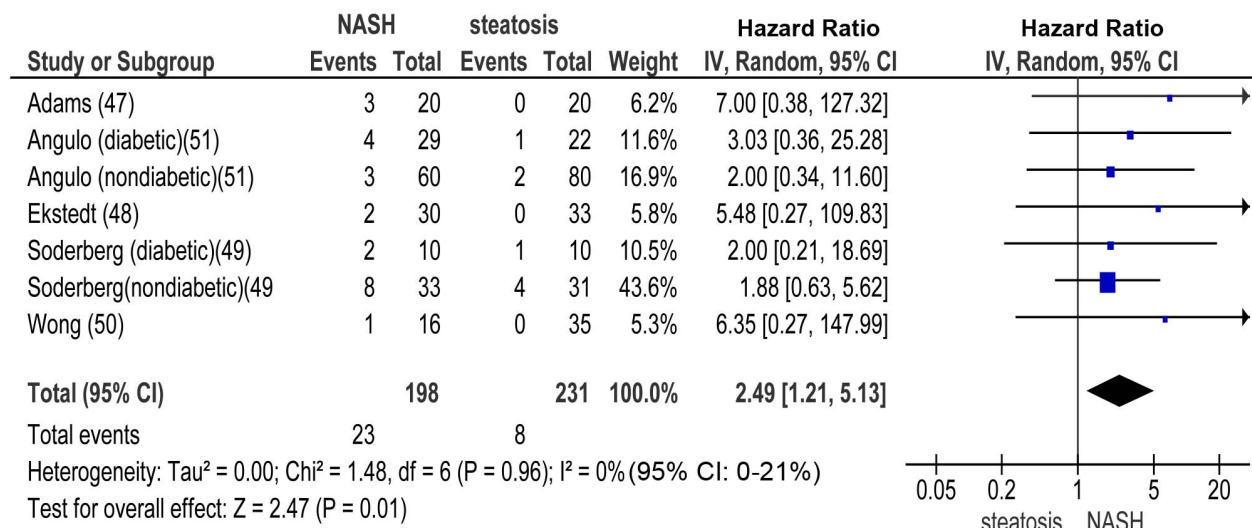 NASH steatosis Hazard Ratio Hazard Ratio
Study or Subgroup Events Total Events Total Weight IV, Random, 95% CI IV, Random, 95% CI
Adams (47) 3 20 0 20 6.2% 7.00 [0.38, 127.32]
Angulo (diabetic)(51) 4 29 1 22 11.6% 3.03 [0.36, 25.28]
Angulo (nondiabetic)(51) 3 60 2 80 16.9% 2.00 [0.34, 11.60]
Ekstedt (48) 2 30 0 33 5.8% 5.48 [0.27, 109.83]
Soderberg (diabetic)(49) 2 10 1 10 10.5% 2.00 [0.21, 18.69]
Soderberg(nondiabetic)(49 8 33 4 31 43.6% 1.88 [0.63, 5.62]
Wong (50) 1 16 0 35 5.3% 6.35 [0.27, 147.99]
Total (95% CI) 198 231 100.0% 2.49 [1.21, 5.13]
Total events 23 8
Heterogeneity: Tau² = 0.00; Chi² = 1.48, df = 6 (P = 0.96); I² = 0% (95% CI: 0-21%)
Test for overall effect: Z = 2.47 (P = 0.01)
0.05 0.2 1 5 20
steatosis NASH